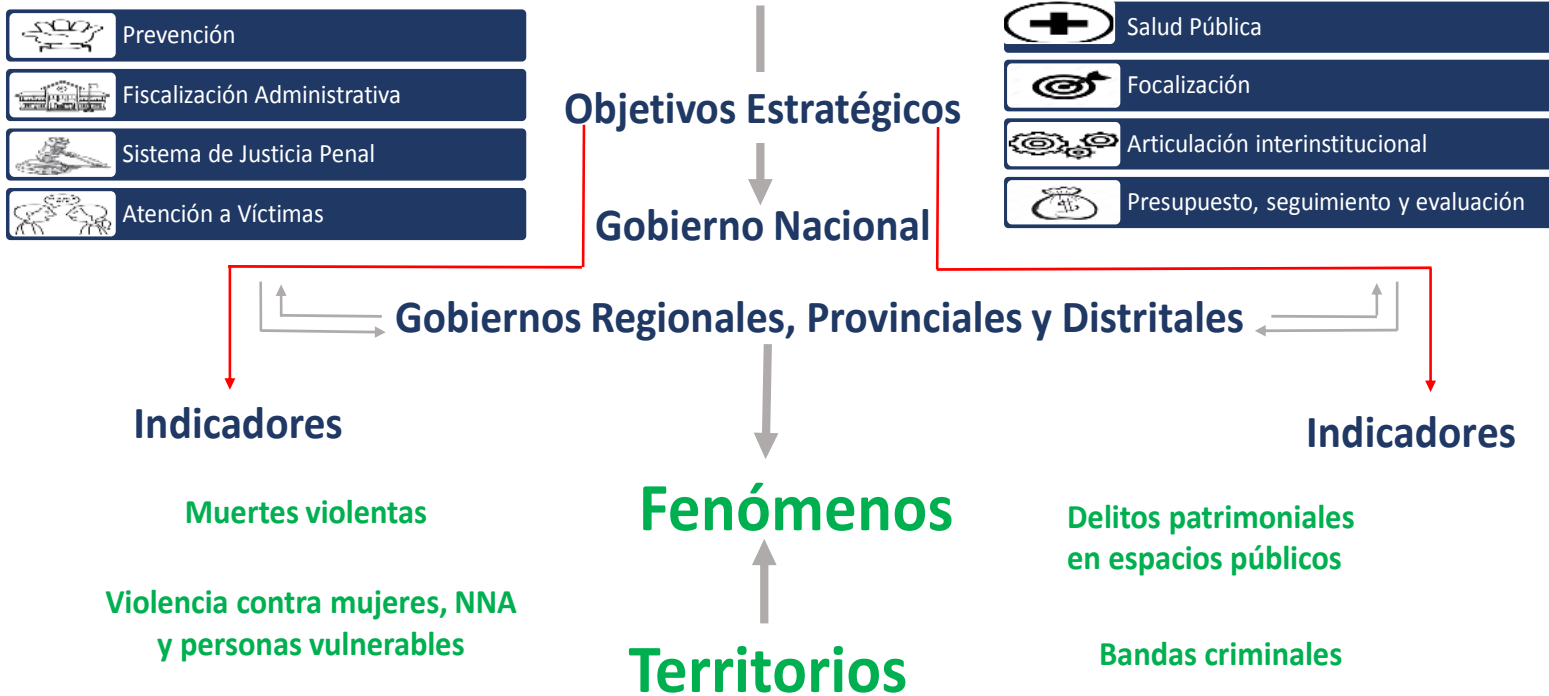 Prevención
Fiscalización Administrativa
Sistema de Justicia Penal
Atención a Víctimas
Salud Pública
Focalización
Articulación interinstitucional
Presupuesto, seguimiento y evaluación
Objetivos Estratégicos
Gobierno Nacional
Gobiernos Regionales, Provinciales y Distritales
Indicadores
Indicadores
Muertes violentas
Violencia contra mujeres, NNA
y personas vulnerables
Fenómenos
Territorios
Delitos patrimoniales
en espacios públicos
Bandas criminales